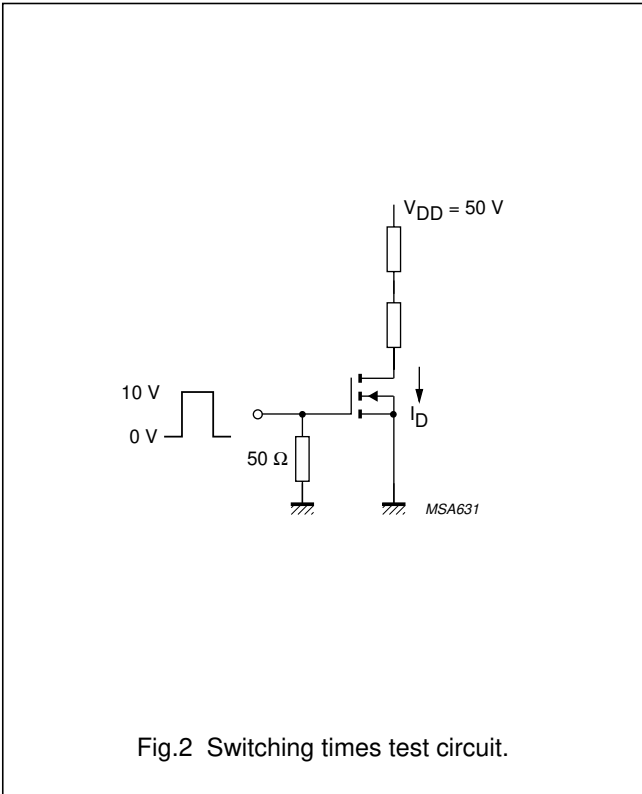 V_DD = 50 V
10 V
0 V
I_D
50 Ω
MSA631
Fig.2 Switching times test circuit.